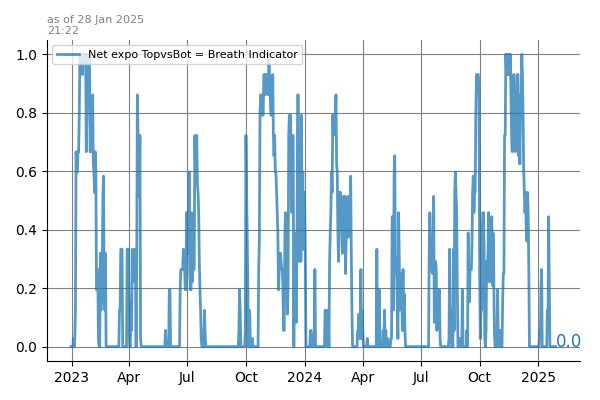 as of 28 Jan 2025
21:22
Net expo TopvsBot = Breath Indicator
1.0
0.8
0.6
0.4
0.2
0.0
0.0
2023 Apr Jul Oct 2024 Apr Jul Oct 2025